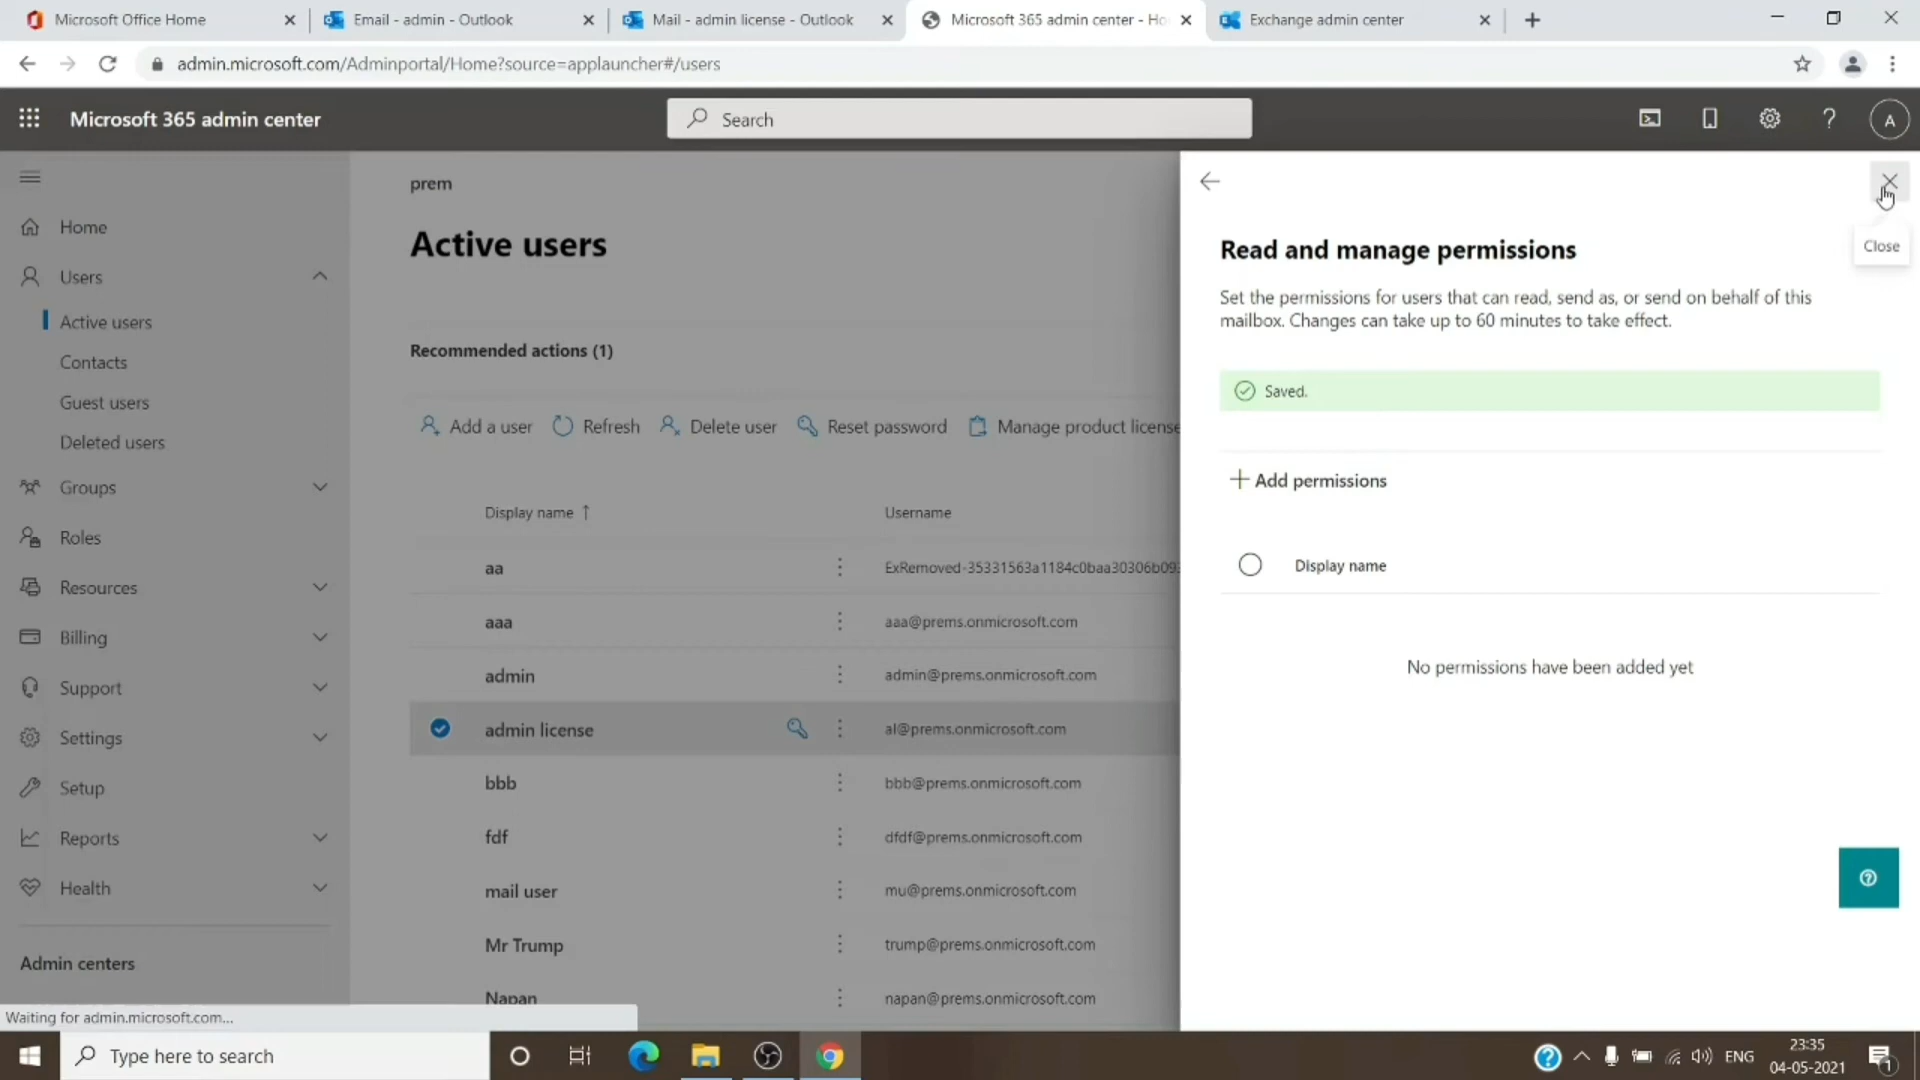 Microsoft Office Home
Email - admin - Outlook
Mail - admin license - Outlook
Microsoft 365 admin center - Ho
Exchange admin center
admin.microsoft.com/Adminportal/Home?source=applauncher#/users
Microsoft 365 admin center
Search
A
Home
Users
Active users
Contacts
Guest users
Deleted users
Groups
Roles
Resources
Billing
Support
Settings
Setup
Reports
Health
Admin centers
Waiting for admin.microsoft.com...
prem
Active users
Recommended actions (1)
Add a user
Refresh
Delete user
Reset password
Manage product license
Display name ↑ Username
aa ExRemoved-35331563a1184c0baa30306b093
aaa aaa@prems.onmicrosoft.com
admin admin@prems.onmicrosoft.com
admin license al@prems.onmicrosoft.com
bbb bbb@prems.onmicrosoft.com
fdf dfdf@prems.onmicrosoft.com
mail user mu@prems.onmicrosoft.com
Mr Trump trump@prems.onmicrosoft.com
Napan napan@prems.onmicrosoft.com
Close
Read and manage permissions
Set the permissions for users that can read, send as, or send on behalf of this
mailbox. Changes can take up to 60 minutes to take effect.
Saved.
Add permissions
Display name
No permissions have been added yet
Type here to search
ENG
23:35
04-05-2021
1